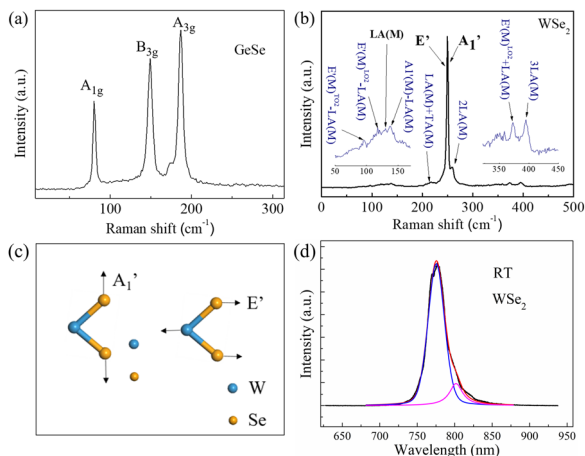 (a)
A3g
B3g
GeSe
A1g
Intensity (a.u.)
100
200
300
Raman shift (cm-1)
(b)
WSe2
LA(M)
E’
A1’
E'(M)TO2-LA(M)
E'(M)LO2-LA(M)
A1'(M)-LA(M)
LA(M)+TA(M)
2LA(M)
E'(M)LO2+LA(M)
3LA(M)
50
100
150
350
400
450
Intensity (a.u.)
0
100
200
300
400
500
Raman shift (cm-1)
(c)
A1’
E’
W
Se
(d)
RT
WSe2
Intensity (a.u.)
650
700
750
800
850
900
950
Wavelength (nm)